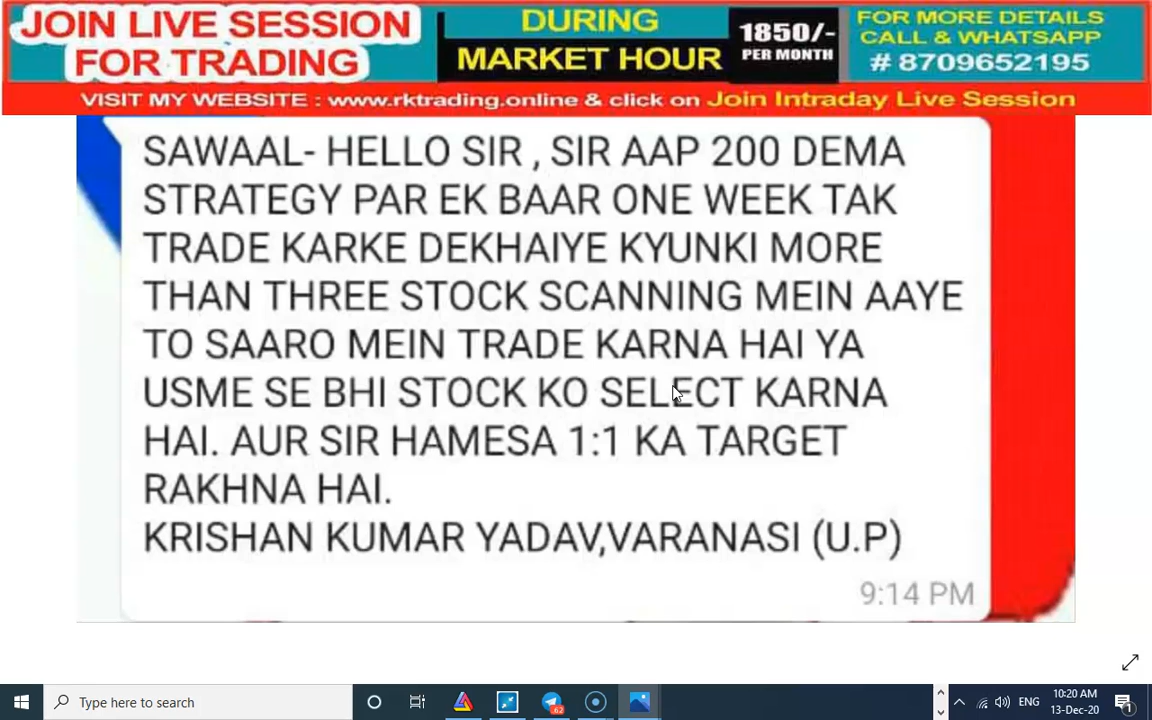 JOIN LIVE SESSION
FOR TRADING
DURING
MARKET HOUR
1850/-
PER MONTH
FOR MORE DETAILS
CALL & WHATSAPP
# 8709652195
VISIT MY WEBSITE : www.rktrading.online & click on Join Intraday Live Session
SAWAAL- HELLO SIR , SIR AAP 200 DEMA
STRATEGY PAR EK BAAR ONE WEEK TAK
TRADE KARKE DEKHAIYE KYUNKI MORE
THAN THREE STOCK SCANNING MEIN AAYE
TO SAARO MEIN TRADE KARNA HAI YA
USME SE BHI STOCK KO SELECT KARNA
HAI. AUR SIR HAMESA 1:1 KA TARGET
RAKHNA HAI.
KRISHAN KUMAR YADAV,VARANASI (U.P)
9:14 PM
Type here to search
62
ENG
10:20 AM
13-Dec-20
1